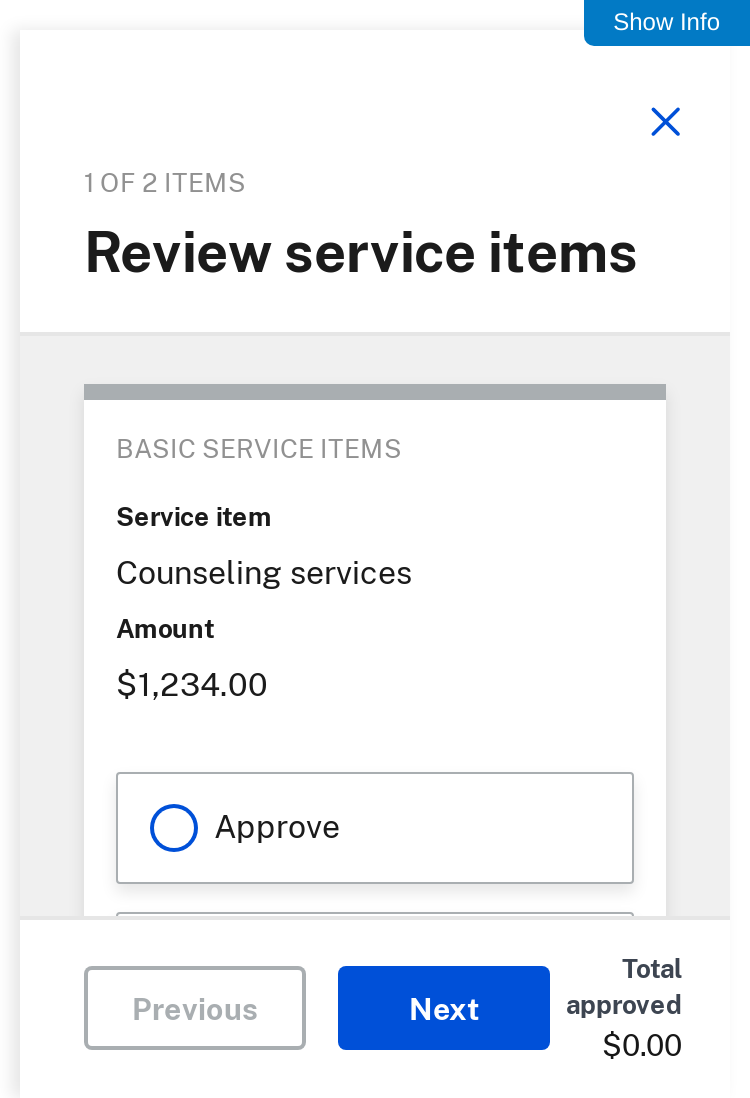 Show Info
1 OF 2 ITEMS
Review service items
BASIC SERVICE ITEMS
Service item
Counseling services
Amount
$1,234.00
Approve
Previous
Next
Total
approved
$0.00